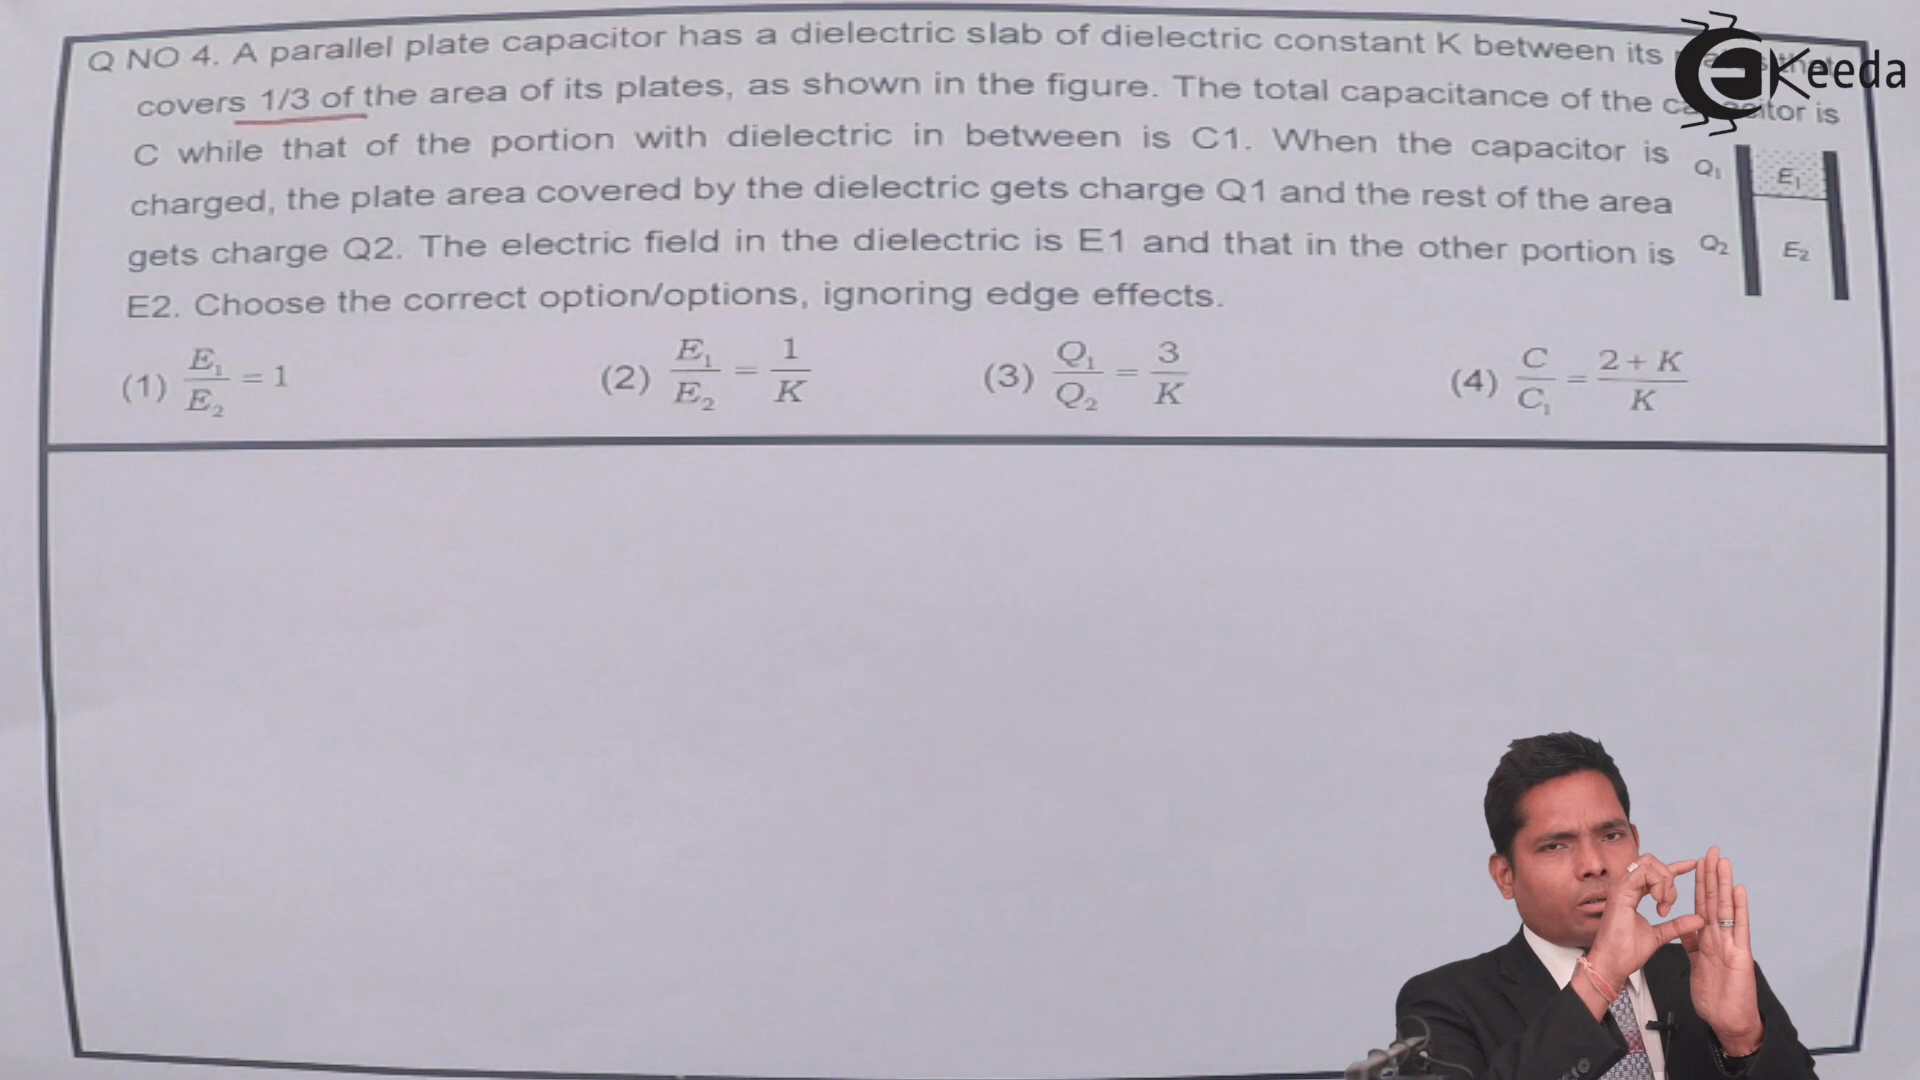 Keeda
Q NO 4. A parallel plate capacitor has a dielectric slab of dielectric constant K between its that
covers 1/3 of the area of its plates, as shown in the figure. The total capacitance of the capacitor is
C while that of the portion with dielectric in between is C1. When the capacitor is
charged, the plate area covered by the dielectric gets charge Q1 and the rest of the area
gets charge Q2. The electric field in the dielectric is E1 and that in the other portion is
E2. Choose the correct option/options, ignoring edge effects.
Q₁ E₁
Q₂ E₂
(1) E₁/E₂ = 1 (2) E₁/E₂ = 1/K (3) Q₁/Q₂ = 3/K (4) C/C₁ = 2 + K/K